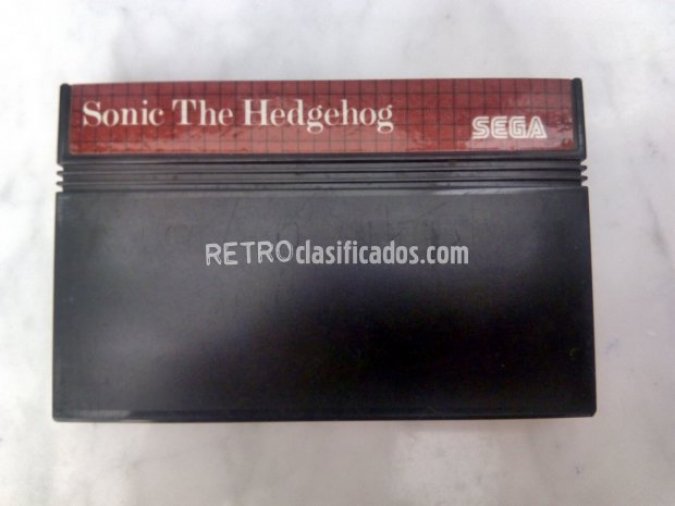 Sonic The Hedgehog
SEGA
RETROclasificados.com